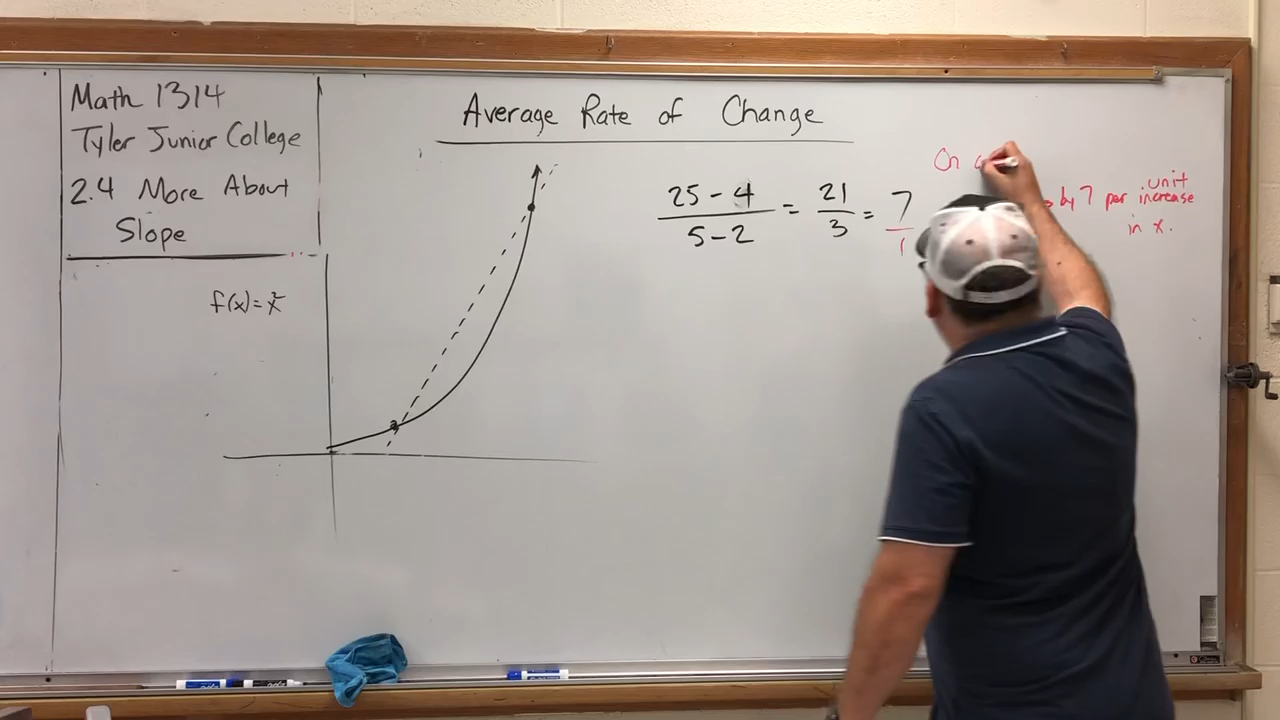 Math 1314
Tyler Junior College
2.4 More About
Slope
f(x)=x²
Average Rate of Change
25-4 / 5-2 = 21 / 3 = 7 / 1
On
by 7 per unit increase
in x.